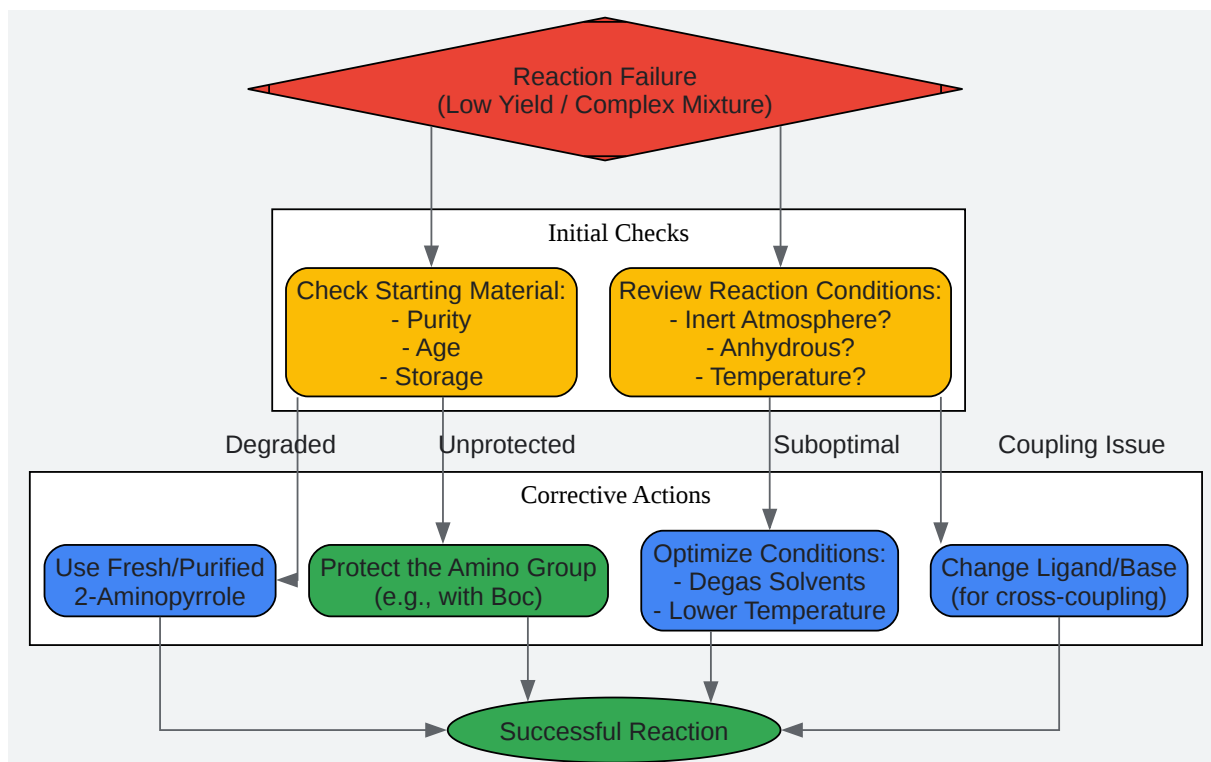 Reaction Failure
(Low Yield / Complex Mixture)
Initial Checks
Check Starting Material:
- Purity
- Age
- Storage
Review Reaction Conditions:
- Inert Atmosphere?
- Anhydrous?
- Temperature?
Degraded
Unprotected
Suboptimal
Coupling Issue
Corrective Actions
Use Fresh/Purified
2-Aminopyrrole
Protect the Amino Group
(e.g., with Boc)
Optimize Conditions:
- Degas Solvents
- Lower Temperature
Change Ligand/Base
(for cross-coupling)
Successful Reaction